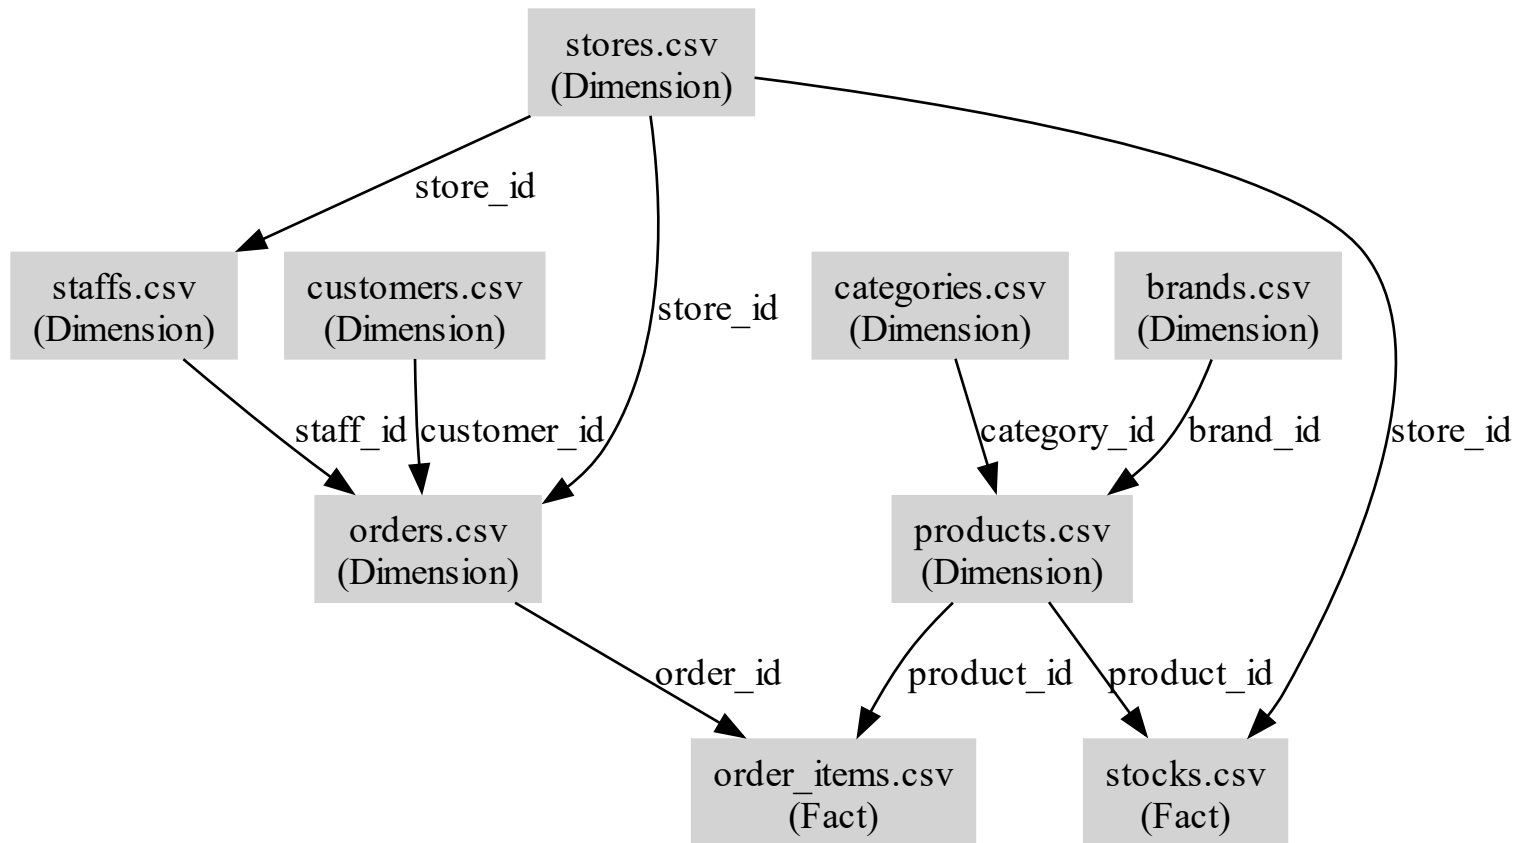 stores.csv
(Dimension)
store_id
staffs.csv
(Dimension)
customers.csv
(Dimension)
store_id
categories.csv
(Dimension)
brands.csv
(Dimension)
staff_id
customer_id
category_id
brand_id
store_id
orders.csv
(Dimension)
products.csv
(Dimension)
order_id
product_id
product_id
order_items.csv
(Fact)
stocks.csv
(Fact)